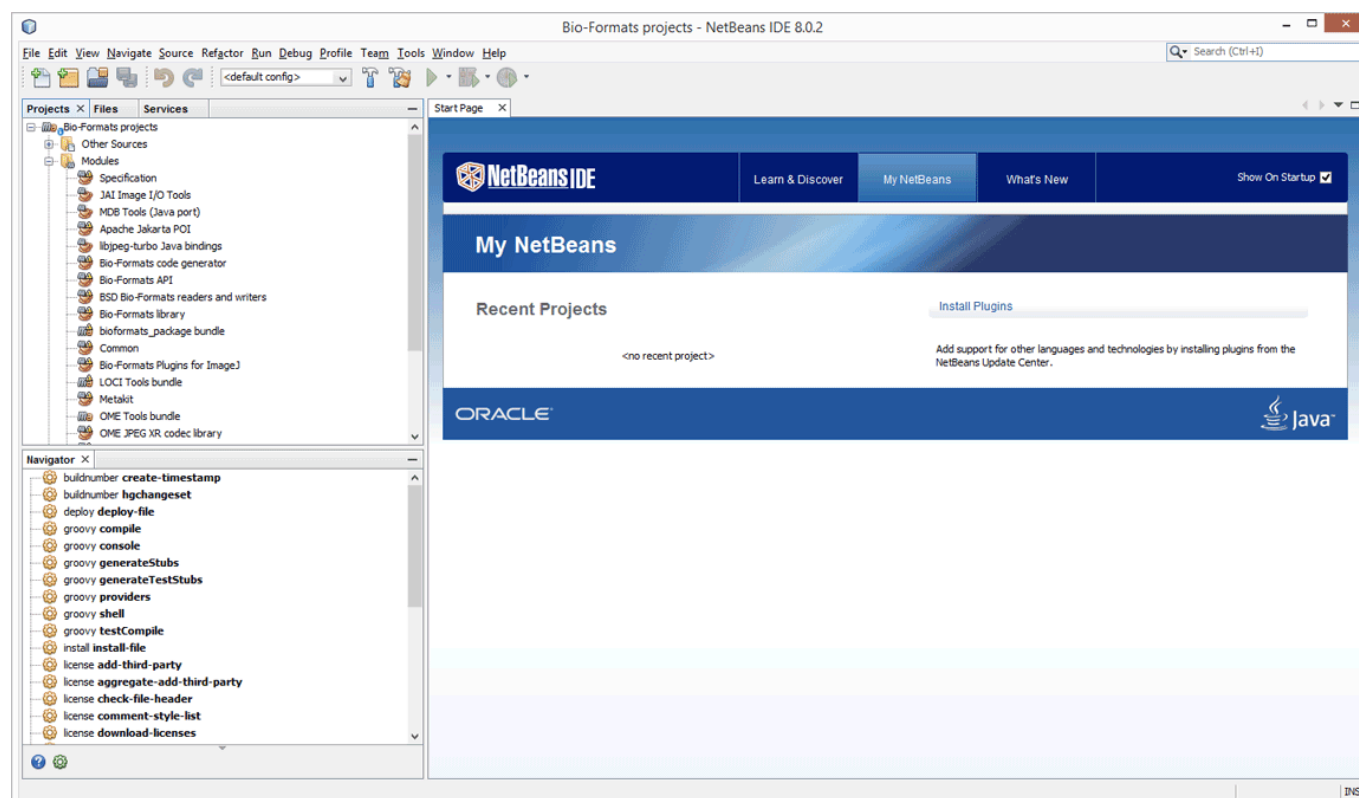 Bio-Formats projects - NetBeans IDE 8.0.2
File Edit View Navigate Source Refactor Run Debug Profile Team Tools Window Help
Search (Ctrl+I)
<default config>
Projects Files Services
Start Page
Bio-Formats projects
Other Sources
Modules
Specification
JAI Image I/O Tools
MDB Tools (Java port)
Apache Jakarta POI
libjpeg-turbo Java bindings
Bio-Formats code generator
Bio-Formats API
BSD Bio-Formats readers and writers
Bio-Formats library
bioformats_package bundle
Common
Bio-Formats Plugins for ImageJ
LOCI Tools bundle
Metakit
OME Tools bundle
OME JPEG XR codec library
NetBeans IDE
Learn & Discover
My NetBeans
What's New
Show On Startup
My NetBeans
Recent Projects
<no recent project>
Install Plugins
Add support for other languages and technologies by installing plugins from the
NetBeans Update Center.
ORACLE
Java
Navigator
buildnumber create-timestamp
buildnumber hgchangeset
deploy deploy-file
groovy compile
groovy console
groovy generateStubs
groovy generateTestStubs
groovy providers
groovy shell
groovy testCompile
install install-file
license add-third-party
license aggregate-add-third-party
license check-file-header
license comment-style-list
license download-licenses
INS